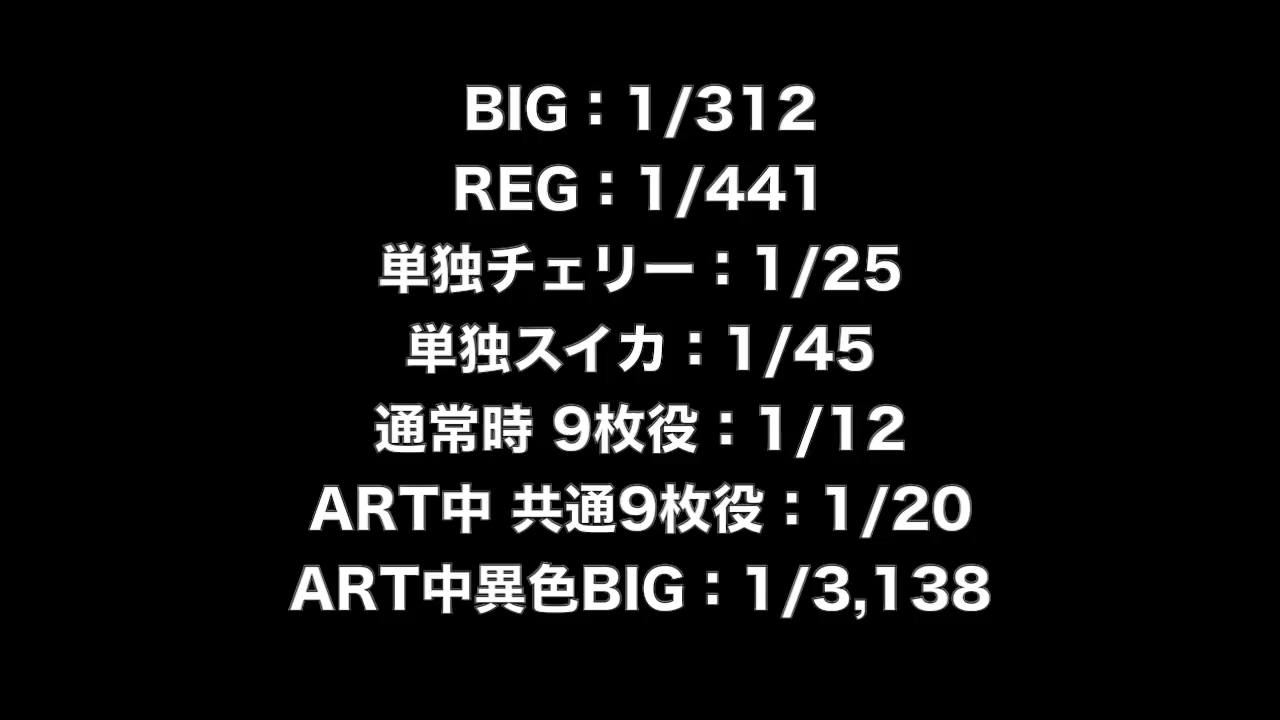 BIG：1/312
REG：1/441
単独チェリー：1/25
単独スイカ：1/45
通常時 9枚役：1/12
ART中 共通9枚役：1/20
ART中異色BIG：1/3,138